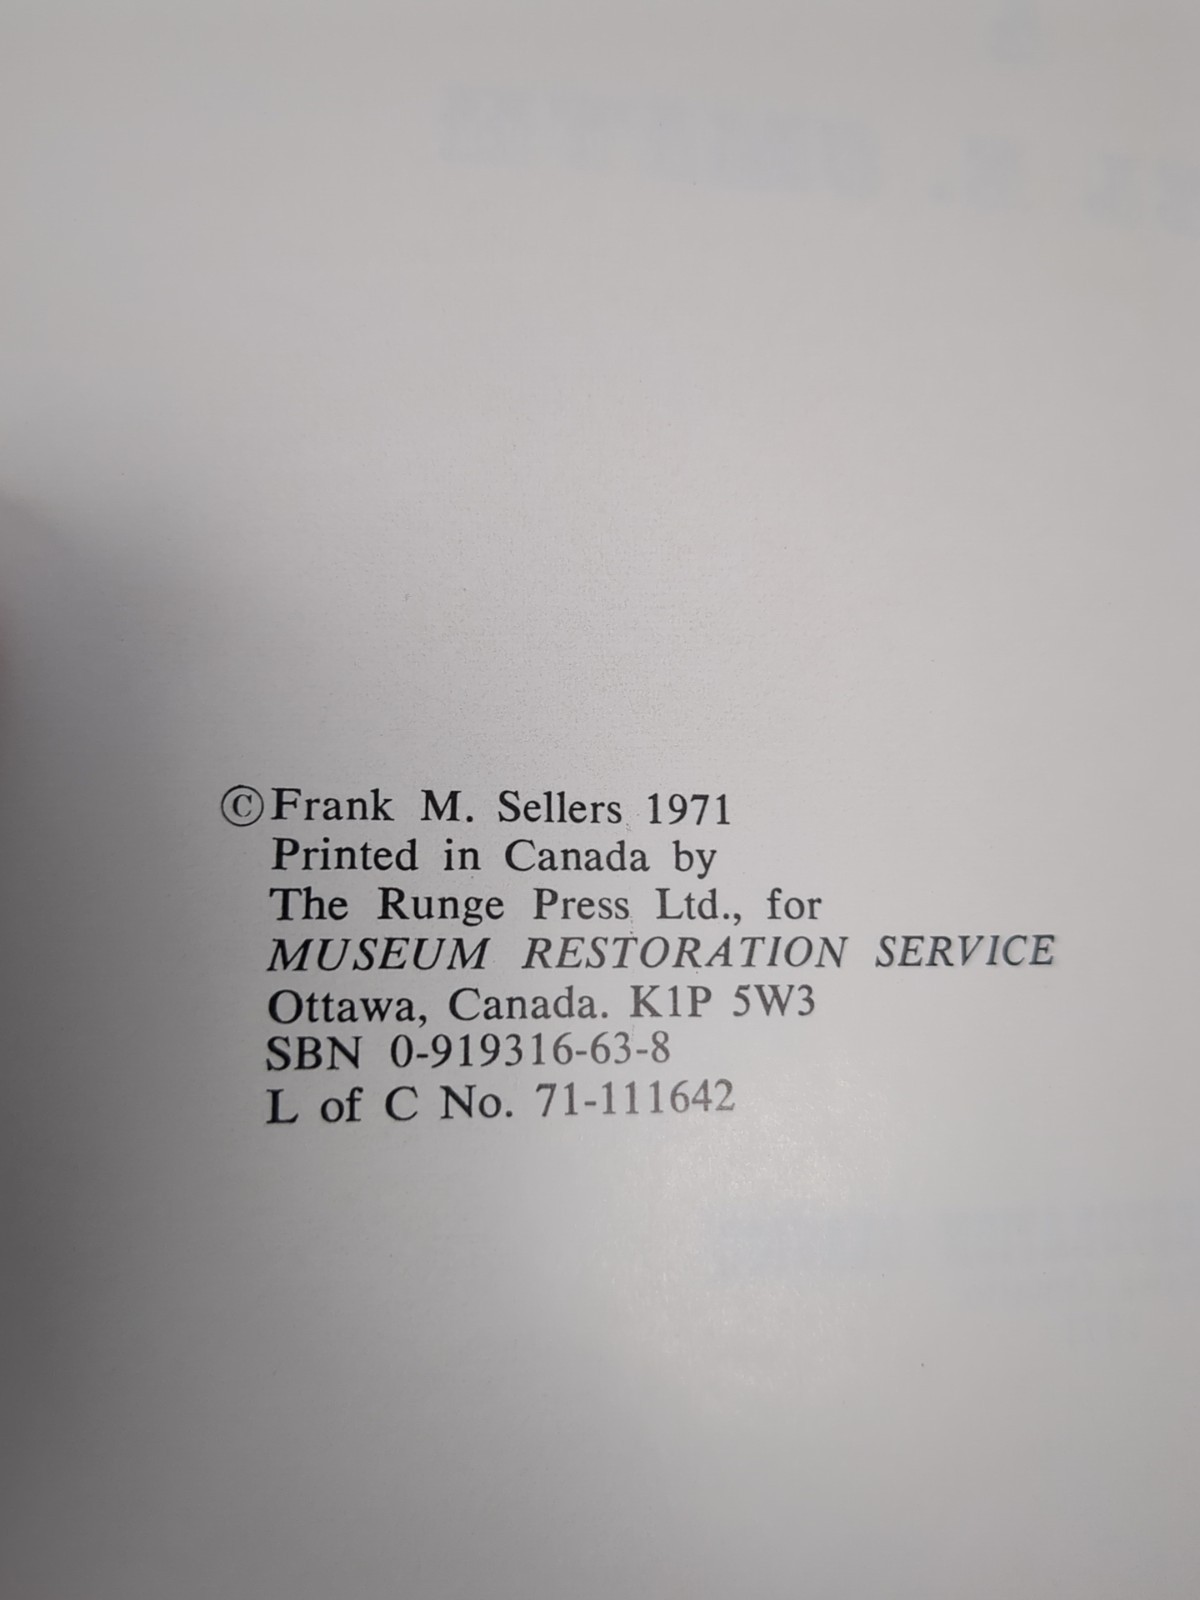 ©Frank M. Sellers 1971
Printed in Canada by
The Runge Press Ltd., for
MUSEUM RESTORATION SERVICE
Ottawa, Canada. K1P 5W3
SBN 0-919316-63-8
L of C No. 71-111642